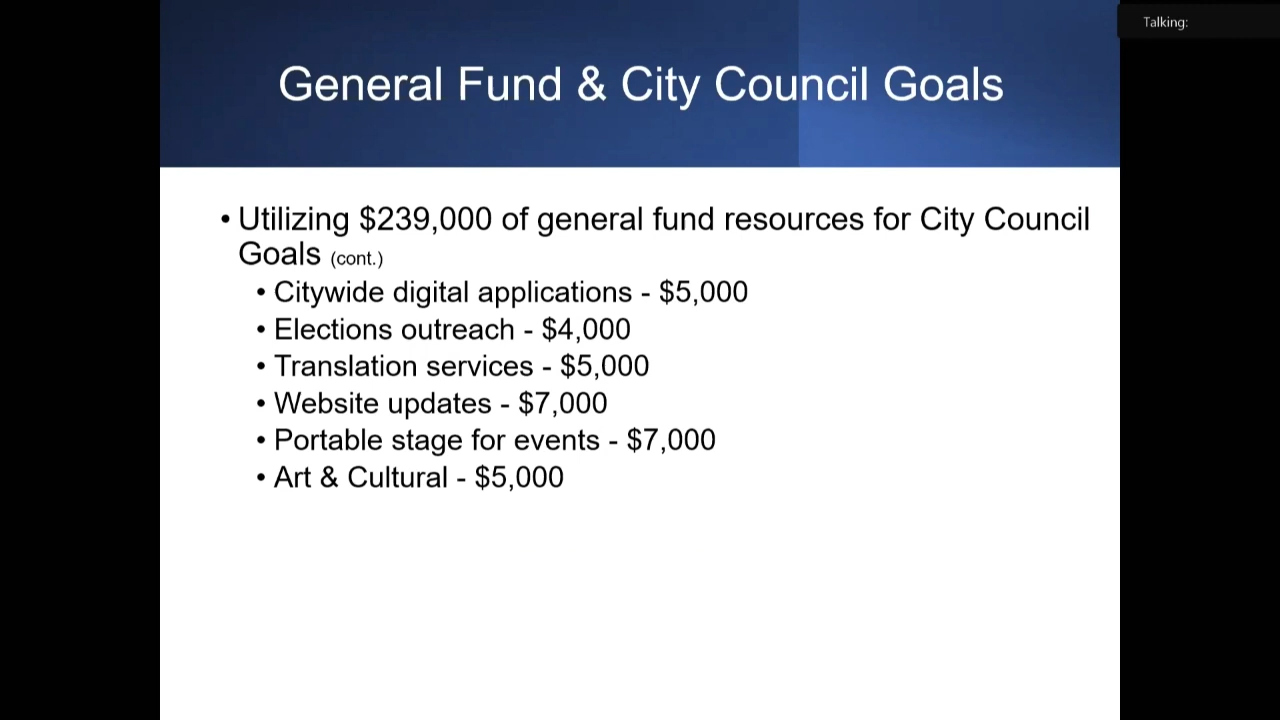 Talking:
General Fund & City Council Goals
• Utilizing $239,000 of general fund resources for City Council
Goals (cont.)
• Citywide digital applications - $5,000
• Elections outreach - $4,000
• Translation services - $5,000
• Website updates - $7,000
• Portable stage for events - $7,000
• Art & Cultural - $5,000